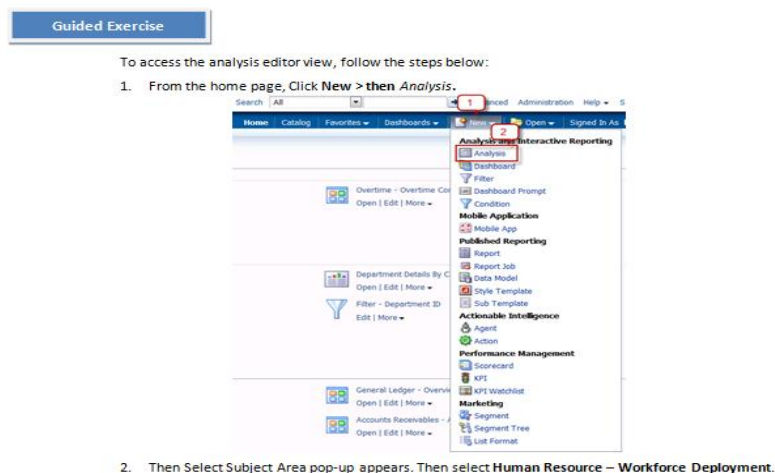 Guided Exercise
To access the analysis editor view, follow the steps below:
1. From the home page, Click New > then Analysis.
Search All 1 anced Administration Help S
Home Catalog Favorites Dashboards New Open Signed In As
2
Analysis and Interactive Reporting
Analysis
Dashboard
Filter
Overtime - Overtime Co
Dashboard Prompt
Open | Edit | More
Condition
Mobile Application
Mobile App
Published Reporting
Report
Report Job
Department Details By C
Data Model
Open | Edit | More
Style Template
Filter - Department ID
Sub Template
Edit | More
Actionable Intelligence
Agent
Action
Performance Management
Scorecard
KPI
General Ledger - Overvie
KPI Watchlist
Open | Edit | More
Marketing
Segment
Accounts Receivables -
Segment Tree
Open | Edit | More
List Format
2. Then Select Subject Area pop-up appears. Then select Human Resource – Workforce Deployment.